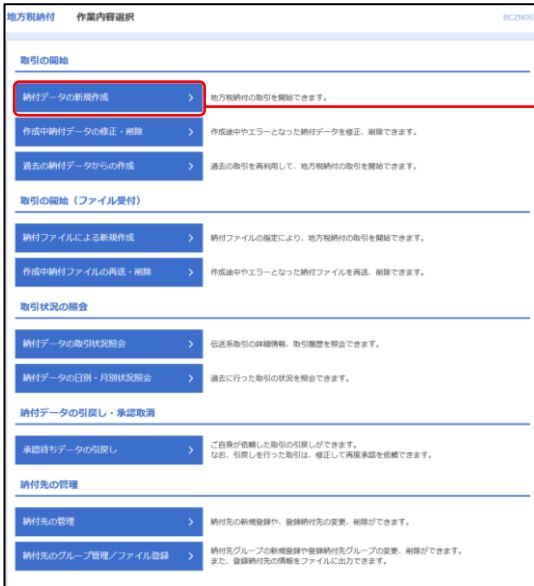 地方税納付 作業内容選択 BCZN00
取引の開始
納付データの新規作成 地方税納付の取引を開始できます。
作成中納付データの修正・削除 作成途中やエラーとなった納付データを修正、削除できます。
過去の納付データからの作成 過去の取引を再利用して、地方税納付の取引を開始できます。
取引の開始（ファイル受付）
納付ファイルによる新規作成 納付ファイルの指定により、地方税納付の取引を開始できます。
作成中納付ファイルの再送・削除 作成途中やエラーとなった納付ファイルを再送、削除できます。
取引状況の照会
納付データの取引状況照会 伝送系取引の詳細情報、取引履歴を照会できます。
納付データの日別・月別状況照会 過去に行った取引の状況を照会できます。
納付データの引戻し・承認取消
承認待ちデータの引戻し ご自身が依頼した取引の引戻しができます。
なお、引戻しを行った取引は、修正して再度承認を依頼できます。
納付先の管理
納付先の管理 納付先の新規登録や、登録納付先の変更、削除ができます。
納付先のグループ管理／ファイル登録 納付先グループの新規登録や登録納付先グループの変更、削除ができます。
また、登録納付先の情報をファイルに出力できます。